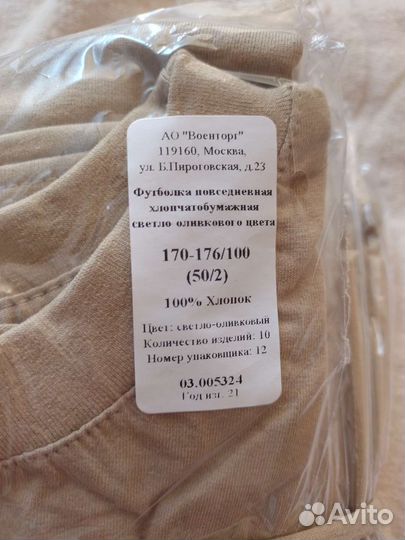 АО "Военторг"
119160, Москва,
ул. Б.Пироговская, д.23
Футболка повседневная
хлопчатобумажная
светло-оливкового цвета
170-176/100
(50/2)
100% Хлопок
Цвет: светло-оливковый
Количество изделий: 10
Номер упаковщика: 12
03.005324
Год изг. 21
Avito